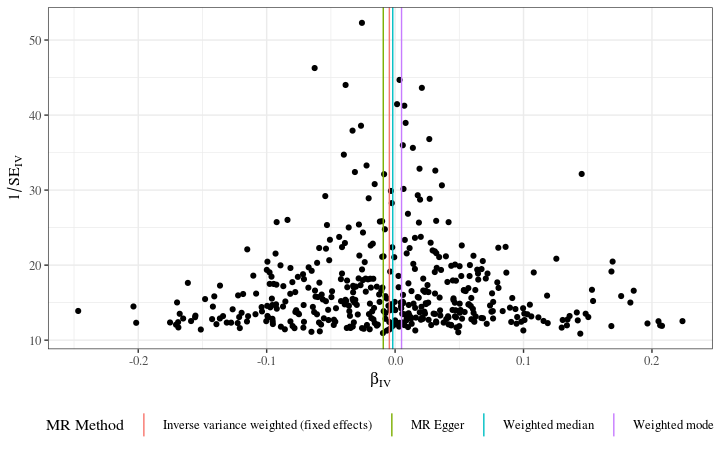 50
40
30
20
10
1/SE_IV
-0.2 -0.1 0.0 0.1 0.2
β_IV
MR Method Inverse variance weighted (fixed effects) MR Egger Weighted median Weighted mode